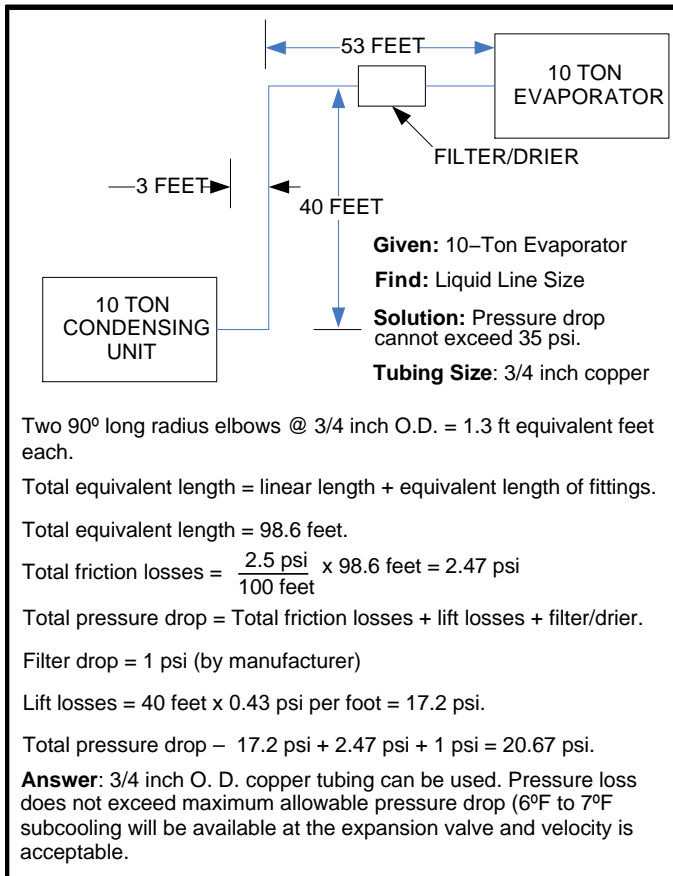 53 FEET
10 TON
EVAPORATOR
FILTER/DRIER
3 FEET
40 FEET
10 TON
CONDENSING
UNIT
Given: 10–Ton Evaporator
Find: Liquid Line Size
Solution: Pressure drop
cannot exceed 35 psi.
Tubing Size: 3/4 inch copper
Two 90º long radius elbows @ 3/4 inch O.D. = 1.3 ft equivalent feet
each.
Total equivalent length = linear length + equivalent length of fittings.
Total equivalent length = 98.6 feet.
Total friction losses = 2.5 psi / 100 feet x 98.6 feet = 2.47 psi
Total pressure drop = Total friction losses + lift losses + filter/drier.
Filter drop = 1 psi (by manufacturer)
Lift losses = 40 feet x 0.43 psi per foot = 17.2 psi.
Total pressure drop – 17.2 psi + 2.47 psi + 1 psi = 20.67 psi.
Answer: 3/4 inch O. D. copper tubing can be used. Pressure loss
does not exceed maximum allowable pressure drop (6ºF to 7ºF
subcooling will be available at the expansion valve and velocity is
acceptable.